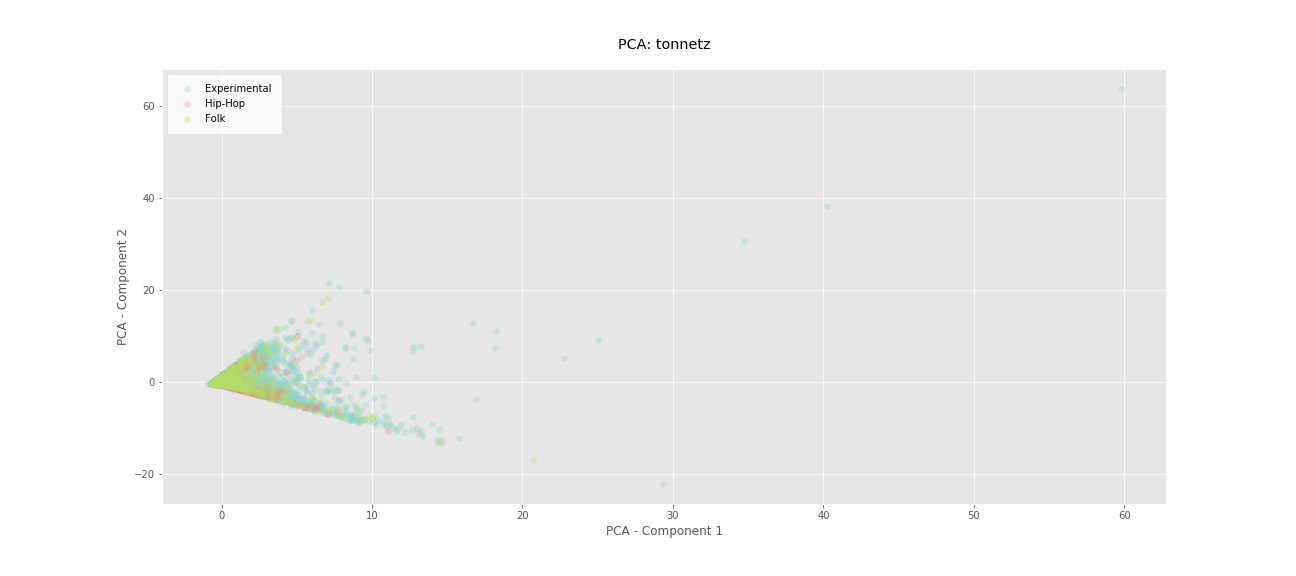 PCA: tonnetz
Experimental
Hip-Hop
Folk
60
40
20
0
−20
PCA - Component 2
0
10
20
30
40
50
60
PCA - Component 1